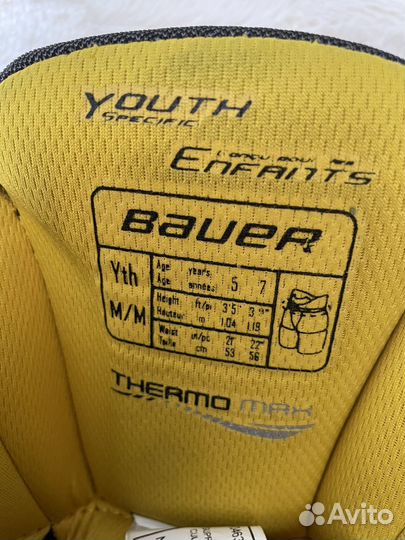 YOUTH
SPECIFIC
ENFANTS
BAUER
Yth
M/M
Age years 5 7
Age années
Height ft/pi 3'5" 3'9"
Hauteur m 1.04 1.19
Waist in/po 21" 22"
Taille cm 53 56
THERMO MAX
Avito